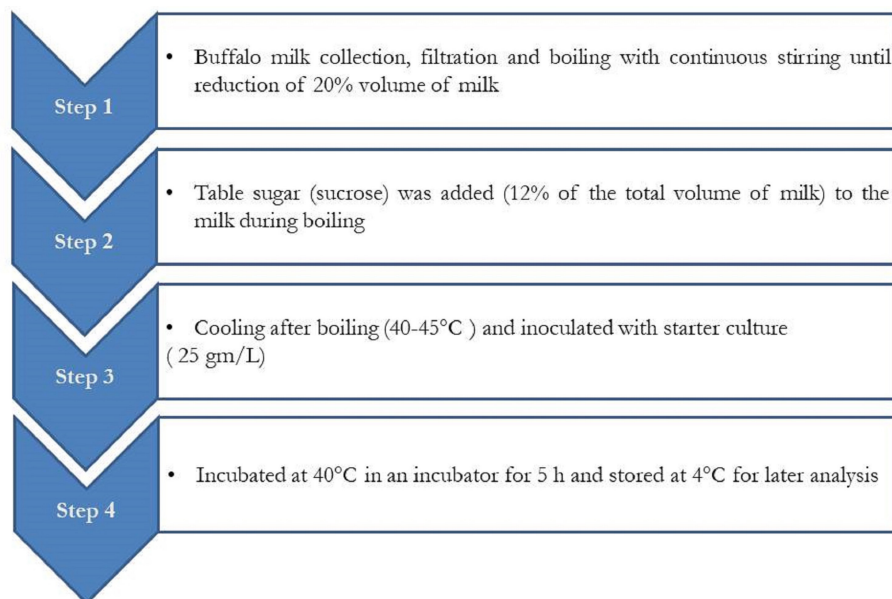 Step 1
• Buffalo milk collection, filtration and boiling with continuous stirring until
reduction of 20% volume of milk
Step 2
• Table sugar (sucrose) was added (12% of the total volume of milk) to the
milk during boiling
Step 3
• Cooling after boiling (40-45°C ) and inoculated with starter culture
( 25 gm/L)
Step 4
• Incubated at 40°C in an incubator for 5 h and stored at 4°C for later analysis